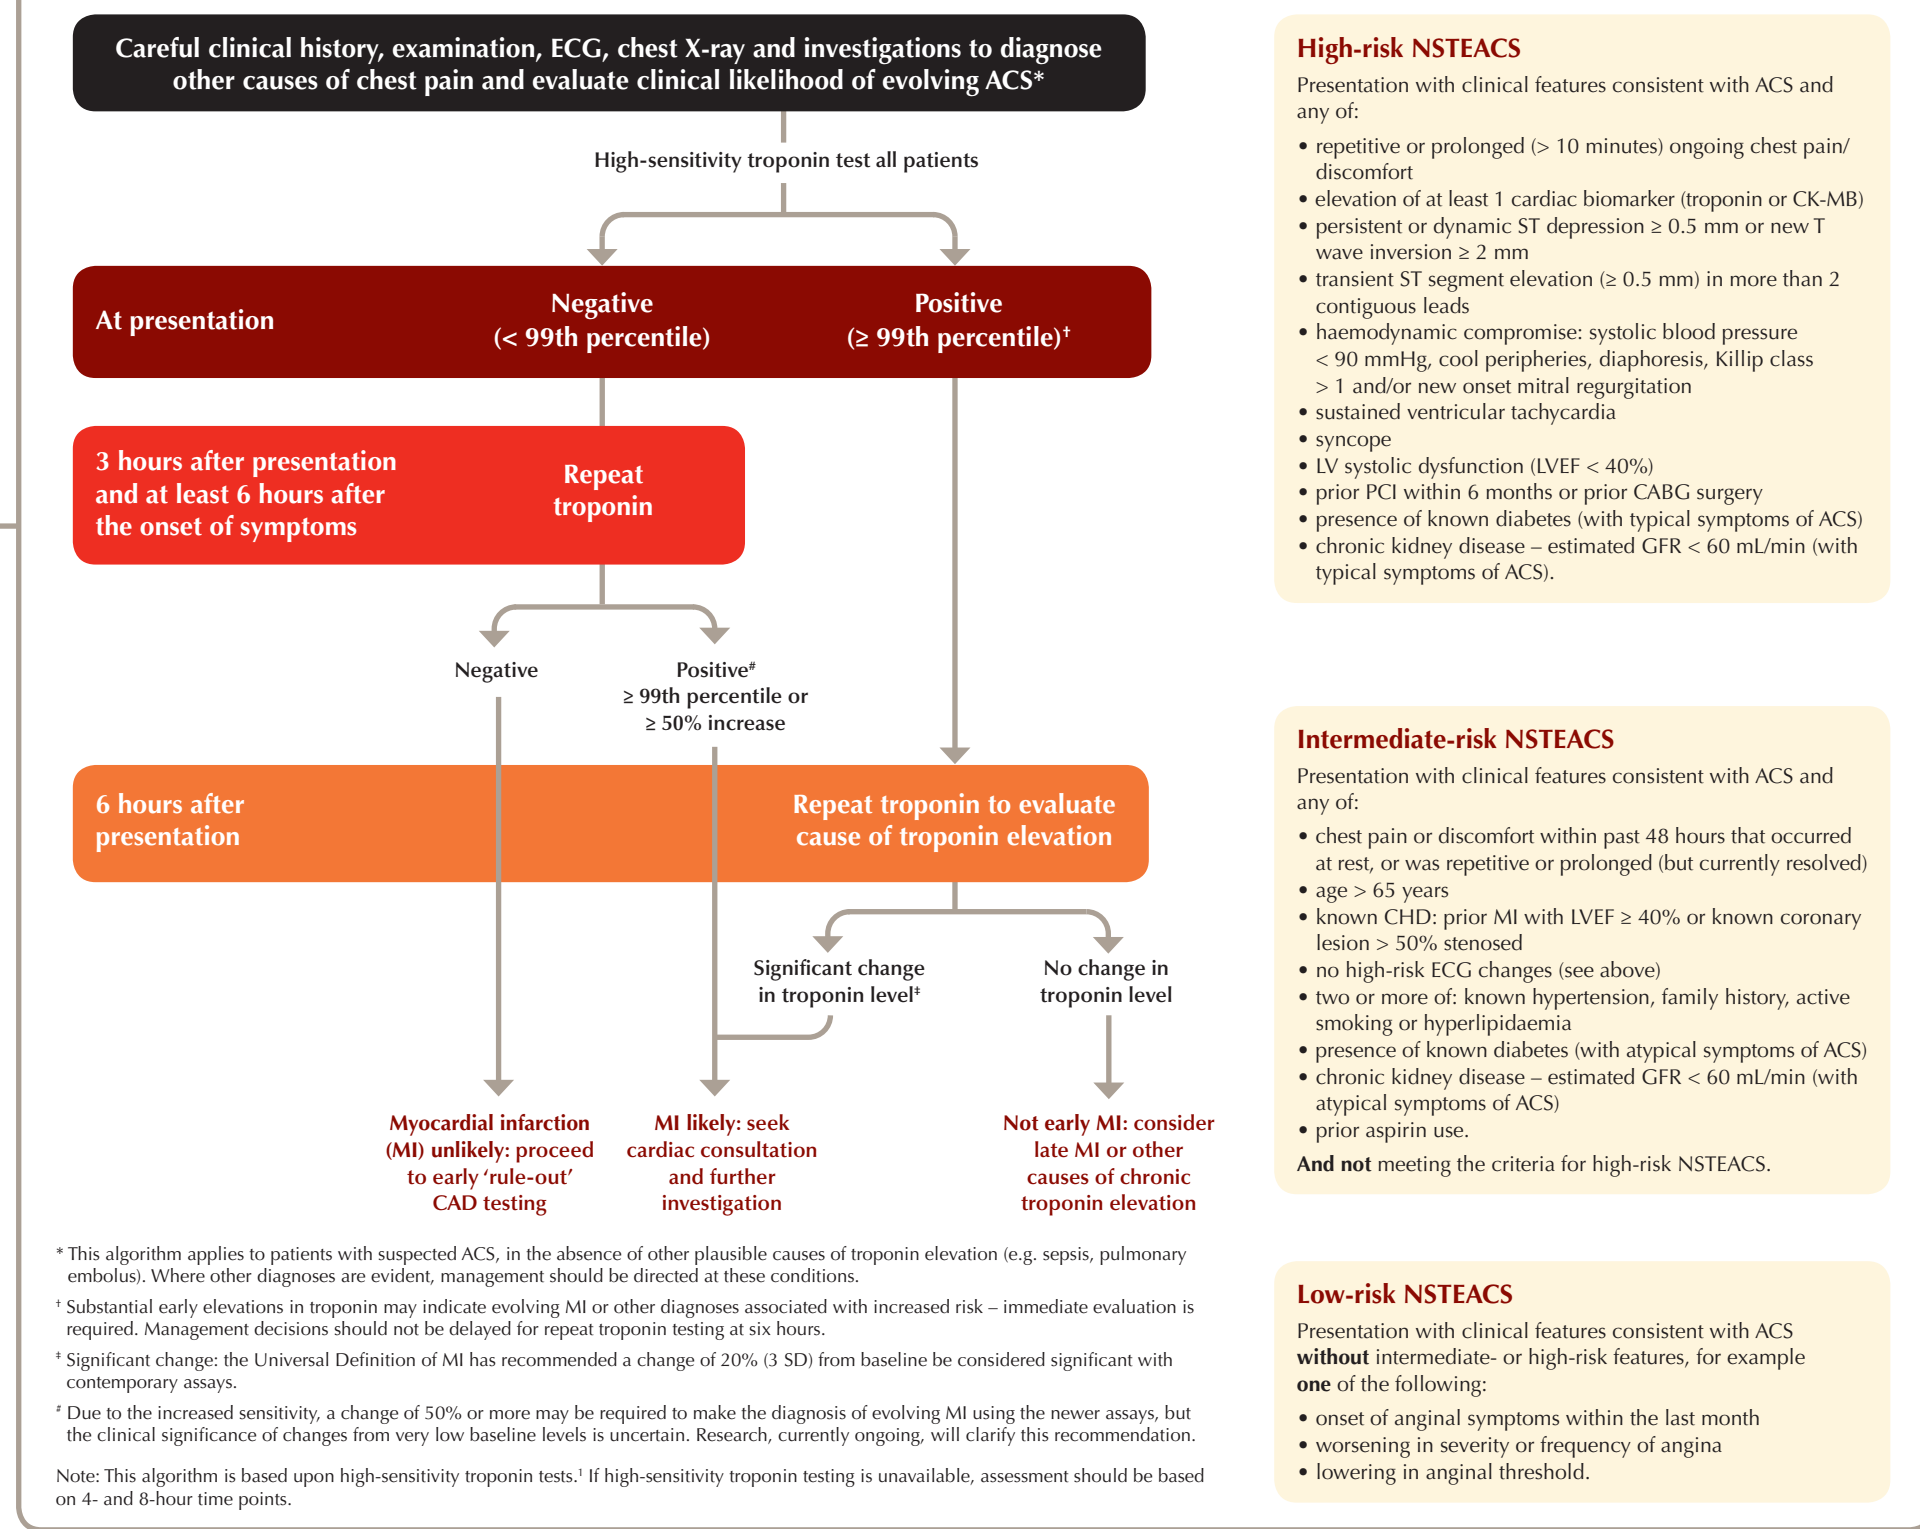 Careful clinical history, examination, ECG, chest X-ray and investigations to diagnose
other causes of chest pain and evaluate clinical likelihood of evolving ACS*
High-sensitivity troponin test all patients
At presentation
Negative
(< 99th percentile)
Positive
(≥ 99th percentile)†
3 hours after presentation
and at least 6 hours after
the onset of symptoms
Repeat
troponin
Negative
Positive#
≥ 99th percentile or
≥ 50% increase
6 hours after
presentation
Repeat troponin to evaluate
cause of troponin elevation
Significant change
in troponin level‡
No change in
troponin level
Myocardial infarction
(MI) unlikely: proceed
to early ‘rule-out’
CAD testing
MI likely: seek
cardiac consultation
and further
investigation
Not early MI: consider
late MI or other
causes of chronic
troponin elevation
* This algorithm applies to patients with suspected ACS, in the absence of other plausible causes of troponin elevation (e.g. sepsis, pulmonary
embolus). Where other diagnoses are evident, management should be directed at these conditions.
† Substantial early elevations in troponin may indicate evolving MI or other diagnoses associated with increased risk – immediate evaluation is
required. Management decisions should not be delayed for repeat troponin testing at six hours.
‡ Significant change: the Universal Definition of MI has recommended a change of 20% (3 SD) from baseline be considered significant with
contemporary assays.
# Due to the increased sensitivity, a change of 50% or more may be required to make the diagnosis of evolving MI using the newer assays, but
the clinical significance of changes from very low baseline levels is uncertain. Research, currently ongoing, will clarify this recommendation.
Note: This algorithm is based upon high-sensitivity troponin tests.¹ If high-sensitivity troponin testing is unavailable, assessment should be based
on 4- and 8-hour time points.
High-risk NSTEACS
Presentation with clinical features consistent with ACS and
any of:
• repetitive or prolonged (> 10 minutes) ongoing chest pain/
discomfort
• elevation of at least 1 cardiac biomarker (troponin or CK-MB)
• persistent or dynamic ST depression ≥ 0.5 mm or new T
wave inversion ≥ 2 mm
• transient ST segment elevation (≥ 0.5 mm) in more than 2
contiguous leads
• haemodynamic compromise: systolic blood pressure
< 90 mmHg, cool peripheries, diaphoresis, Killip class
> 1 and/or new onset mitral regurgitation
• sustained ventricular tachycardia
• syncope
• LV systolic dysfunction (LVEF < 40%)
• prior PCI within 6 months or prior CABG surgery
• presence of known diabetes (with typical symptoms of ACS)
• chronic kidney disease – estimated GFR < 60 mL/min (with
typical symptoms of ACS).
Intermediate-risk NSTEACS
Presentation with clinical features consistent with ACS and
any of:
• chest pain or discomfort within past 48 hours that occurred
at rest, or was repetitive or prolonged (but currently resolved)
• age > 65 years
• known CHD: prior MI with LVEF ≥ 40% or known coronary
lesion > 50% stenosed
• no high-risk ECG changes (see above)
• two or more of: known hypertension, family history, active
smoking or hyperlipidaemia
• presence of known diabetes (with atypical symptoms of ACS)
• chronic kidney disease – estimated GFR < 60 mL/min (with
atypical symptoms of ACS)
• prior aspirin use.
And not meeting the criteria for high-risk NSTEACS.
Low-risk NSTEACS
Presentation with clinical features consistent with ACS
without intermediate- or high-risk features, for example
one of the following:
• onset of anginal symptoms within the last month
• worsening in severity or frequency of angina
• lowering in anginal threshold.